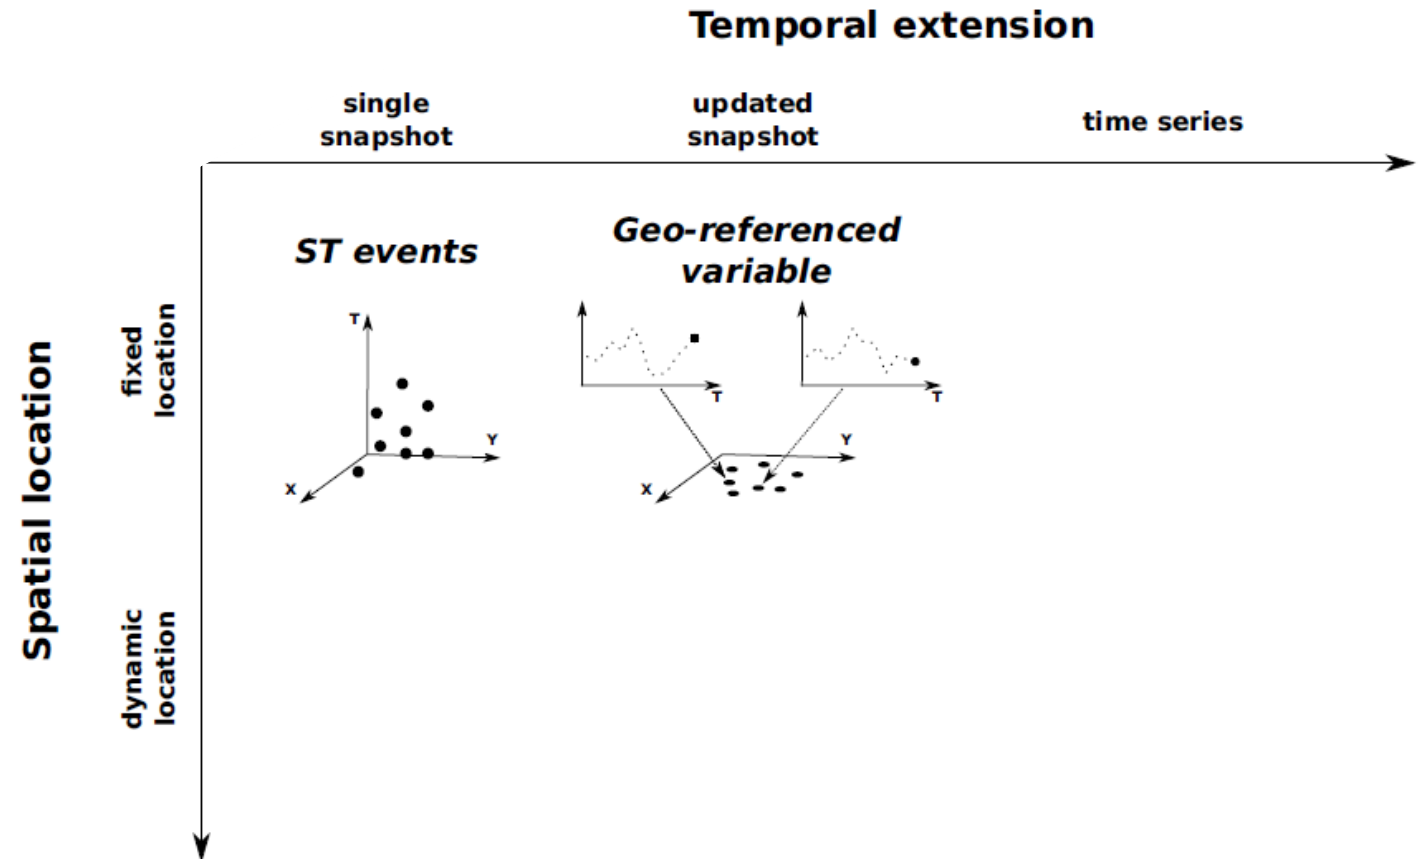 Temporal extension
single
snapshot
updated
snapshot
time series
ST events
Geo-referenced
variable
Spatial location
fixed
location
dynamic
location
T
Y
X
T
T
Y
X